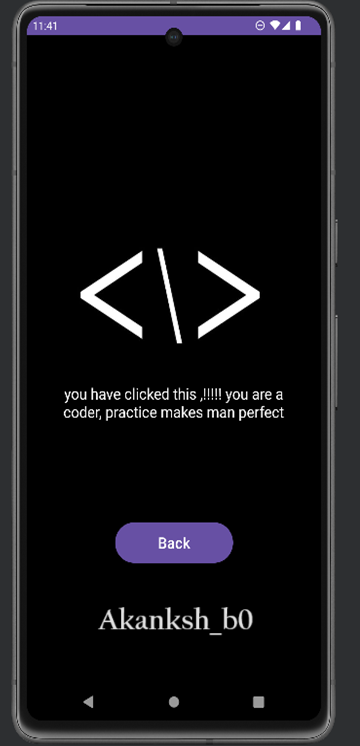 11:41
<\>
you have clicked this ,!!!!! you are a
coder, practice makes man perfect
Back
Akanksh_b0